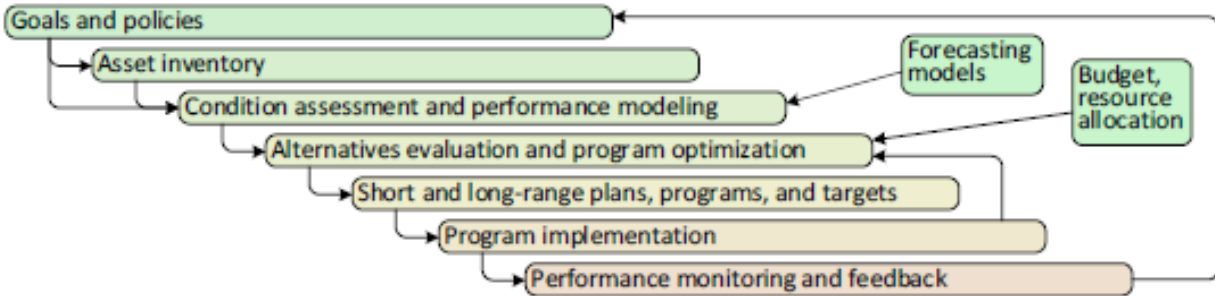 Goals and policies
Asset inventory
Forecasting
models
Budget,
resource
allocation
Condition assessment and performance modeling
Alternatives evaluation and program optimization
Short and long-range plans, programs, and targets
Program implementation
Performance monitoring and feedback